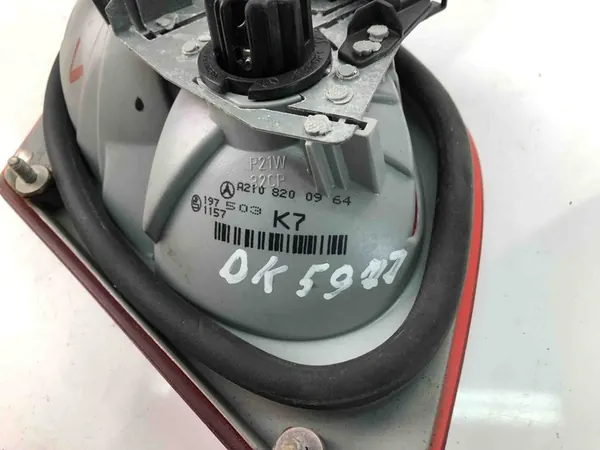 P21W
32CP
A210 820 09 64
197 503 K7
1157
DK 5977